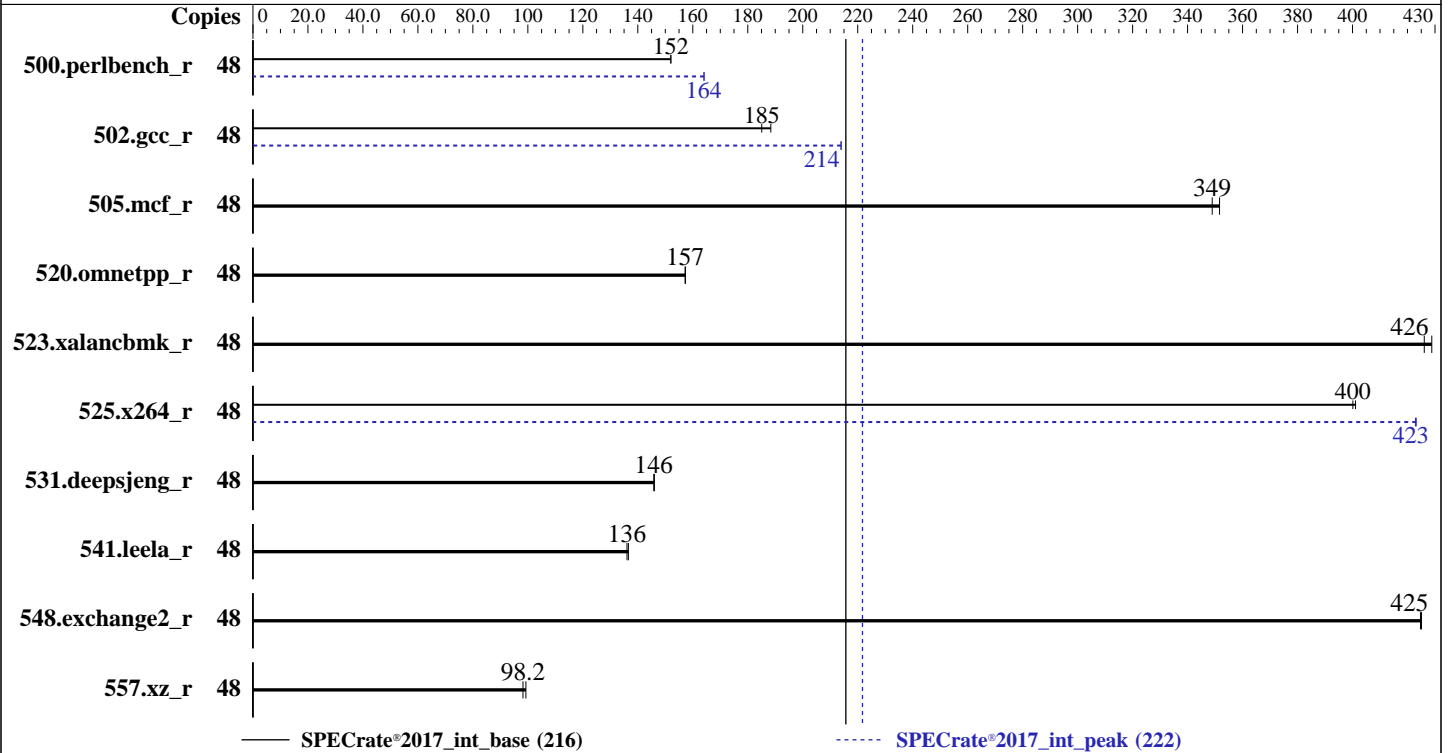 Copies 0 20.0 40.0 60.0 80.0 100 120 140 160 180 200 220 240 260 280 300 320 340 360 380 400 430
152
500.perlbench_r 48
164
185
502.gcc_r 48
214
349
505.mcf_r 48
157
520.omnetpp_r 48
426
523.xalancbmk_r 48
400
525.x264_r 48
423
146
531.deepsjeng_r 48
136
541.leela_r 48
425
548.exchange2_r 48
98.2
557.xz_r 48
SPECrate®2017_int_base (216) SPECrate®2017_int_peak (222)